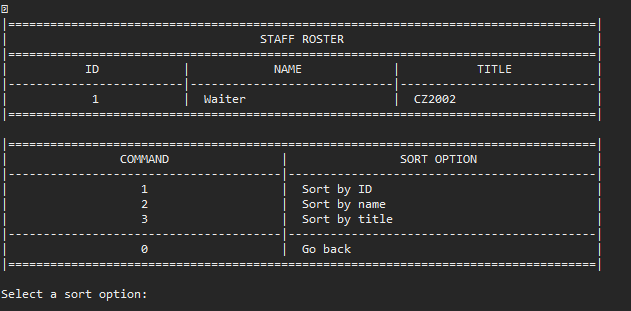 STAFF ROSTER
ID | NAME | TITLE
1 | Waiter | CZ2002
COMMAND | SORT OPTION
1 | Sort by ID
2 | Sort by name
3 | Sort by title
0 | Go back
Select a sort option: